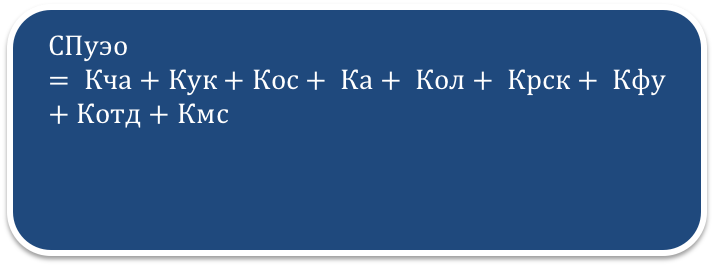 СПуэо
= Кча + Кук + Кос + Ка + Кол + Крск + Кфу
+ Котд + Кмс